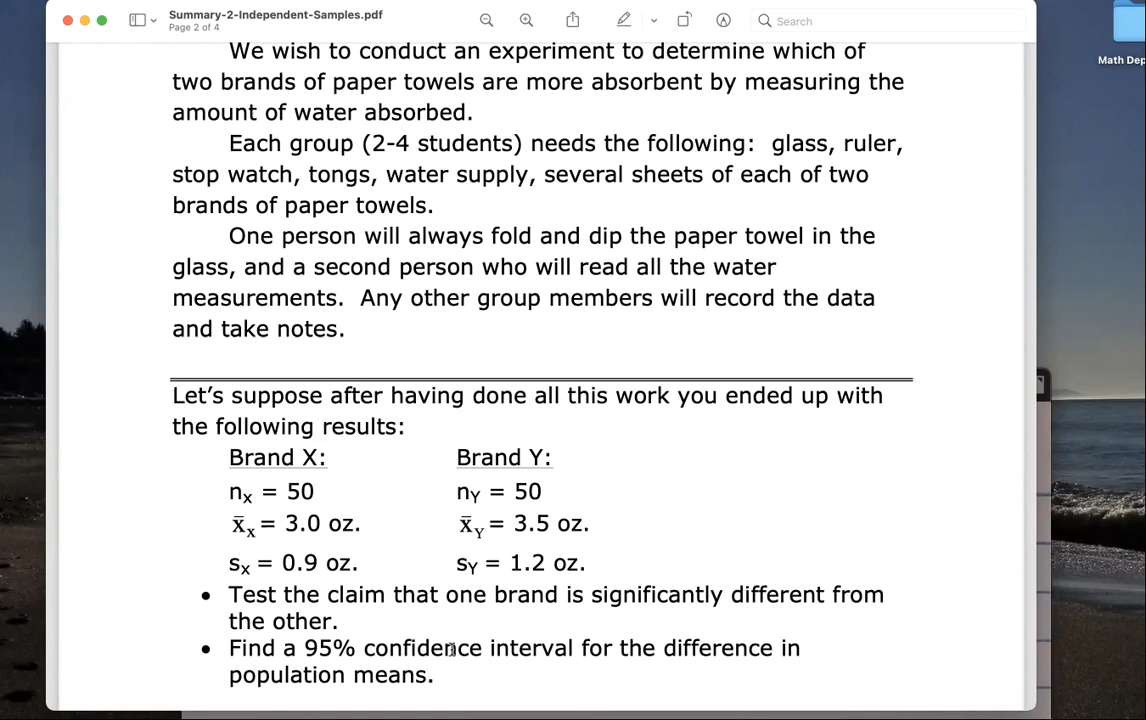 Summary-2-Independent-Samples.pdf
Page 2 of 4
Search
Math Dep
We wish to conduct an experiment to determine which of
two brands of paper towels are more absorbent by measuring the
amount of water absorbed.
Each group (2-4 students) needs the following: glass, ruler,
stop watch, tongs, water supply, several sheets of each of two
brands of paper towels.
One person will always fold and dip the paper towel in the
glass, and a second person who will read all the water
measurements. Any other group members will record the data
and take notes.
Let's suppose after having done all this work you ended up with
the following results:
Brand X: Brand Y:
nX = 50 nY = 50
x̄X = 3.0 oz. x̄Y = 3.5 oz.
sX = 0.9 oz. sY = 1.2 oz.
• Test the claim that one brand is significantly different from
the other.
• Find a 95% confidence interval for the difference in
population means.